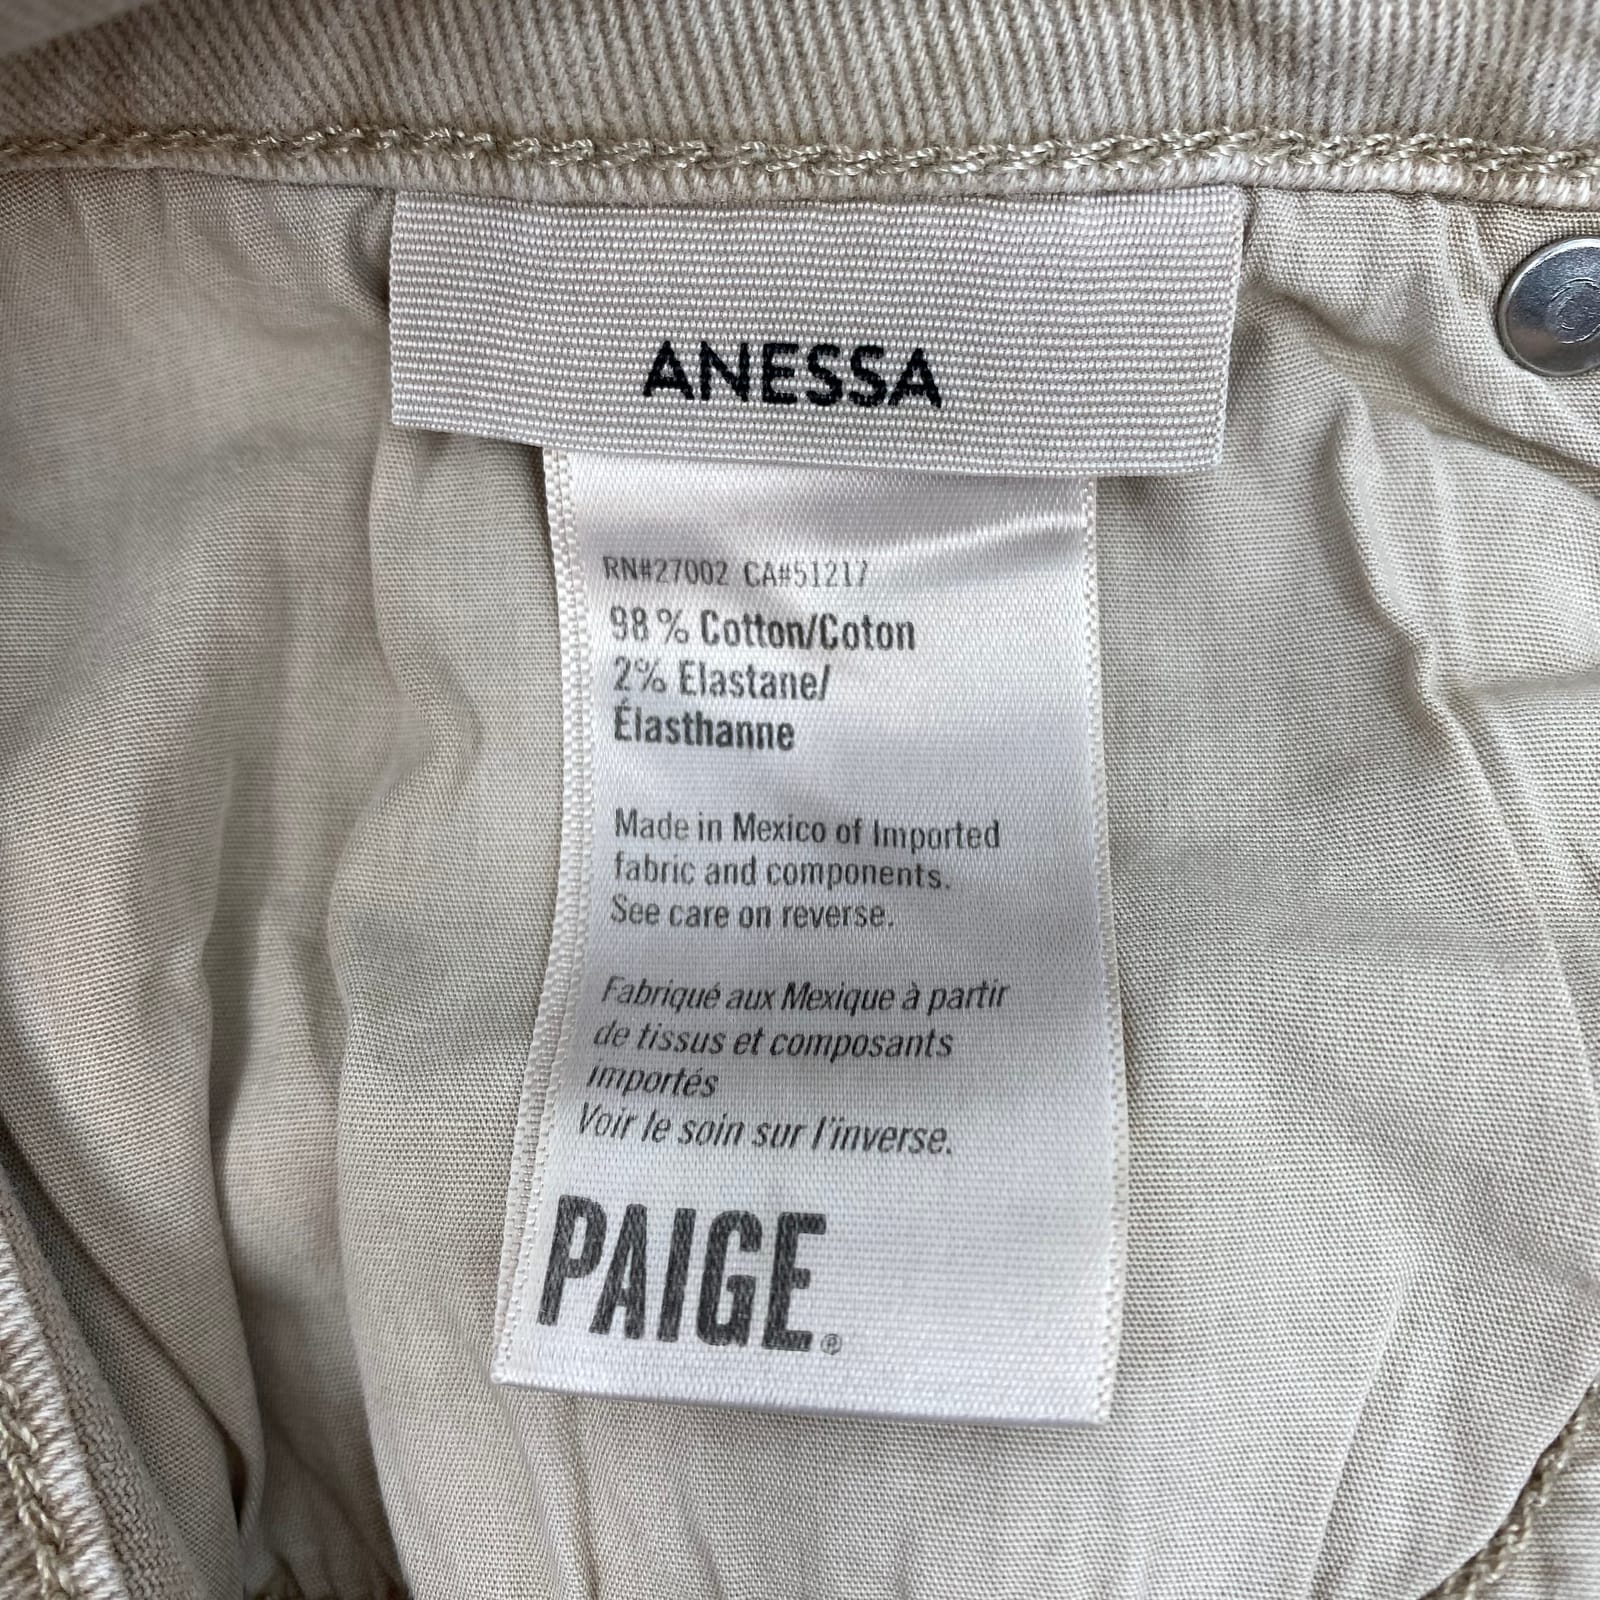 ANESSA
RN#27002 CA#51217
98% Cotton/Coton
2% Elastane/
Élasthanne
Made in Mexico of Imported
fabric and components.
See care on reverse.
Fabriqué aux Mexique à partir
de tissus et composants
importés
Voir le soin sur l'inverse.
PAIGE®